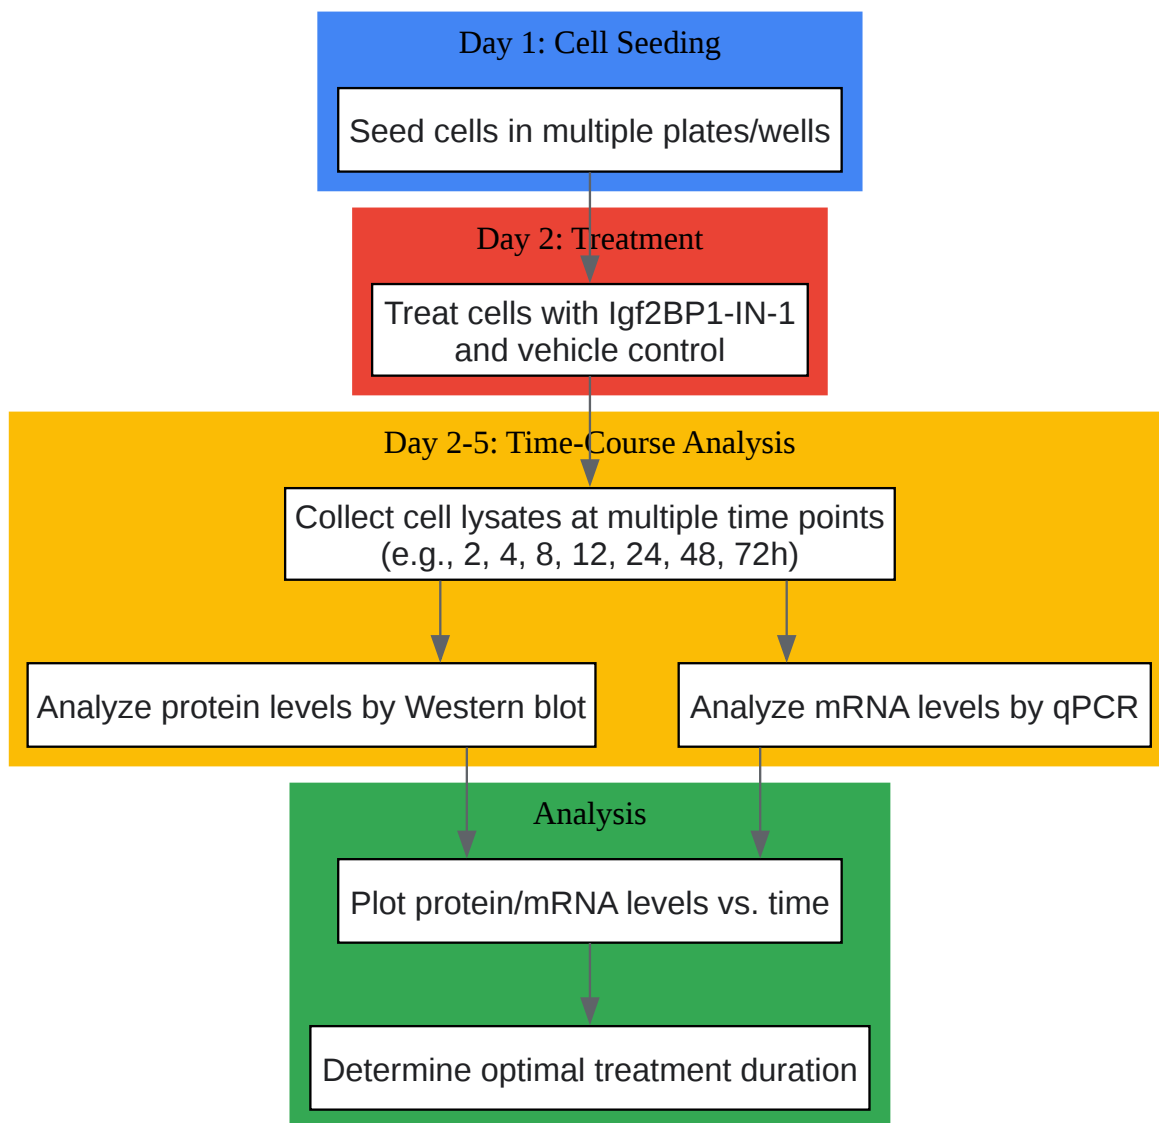 Day 1: Cell Seeding
Seed cells in multiple plates/wells
Day 2: Treatment
Treat cells with Igf2BP1-IN-1
and vehicle control
Day 2-5: Time-Course Analysis
Collect cell lysates at multiple time points
(e.g., 2, 4, 8, 12, 24, 48, 72h)
Analyze protein levels by Western blot
Analyze mRNA levels by qPCR
Analysis
Plot protein/mRNA levels vs. time
Determine optimal treatment duration